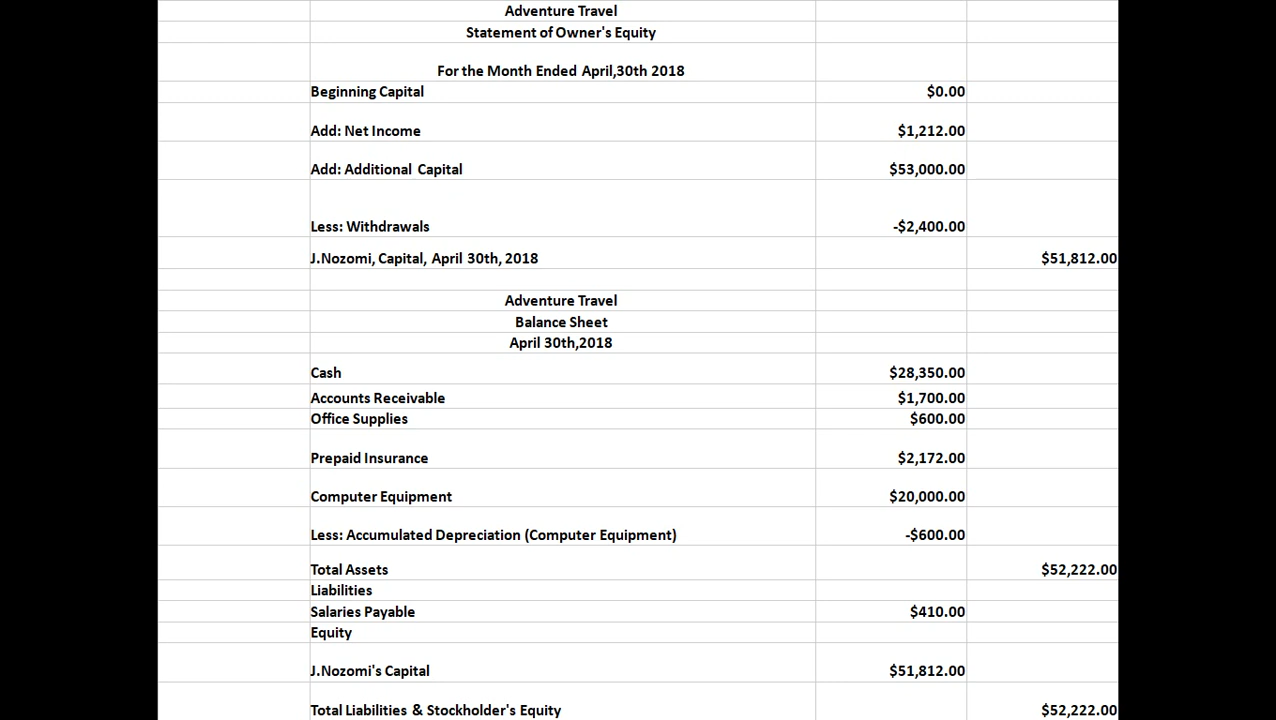 Adventure Travel
Statement of Owner's Equity
For the Month Ended April,30th 2018
Beginning Capital $0.00
Add: Net Income $1,212.00
Add: Additional Capital $53,000.00
Less: Withdrawals -$2,400.00
J.Nozomi, Capital, April 30th, 2018 $51,812.00
Adventure Travel
Balance Sheet
April 30th,2018
Cash $28,350.00
Accounts Receivable $1,700.00
Office Supplies $600.00
Prepaid Insurance $2,172.00
Computer Equipment $20,000.00
Less: Accumulated Depreciation (Computer Equipment) -$600.00
Total Assets $52,222.00
Liabilities
Salaries Payable $410.00
Equity
J.Nozomi's Capital $51,812.00
Total Liabilities & Stockholder's Equity $52,222.00